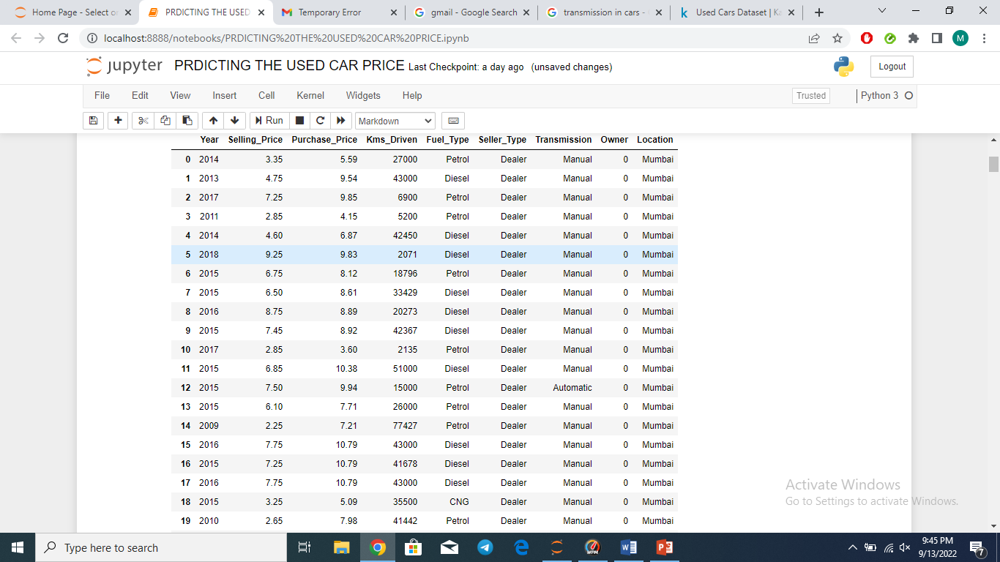 Home Page - Select or
PRDICTING THE USED
Temporary Error
gmail - Google Search
transmission in cars -
Used Cars Dataset | Ka
localhost:8888/notebooks/PRDICTING%20THE%20USED%20CAR%20PRICE.ipynb
M
jupyter PRDICTING THE USED CAR PRICE Last Checkpoint: a day ago (unsaved changes)
Logout
File Edit View Insert Cell Kernel Widgets Help
Trusted
Python 3
Run
Markdown
Year Selling_Price Purchase_Price Kms_Driven Fuel_Type Seller_Type Transmission Owner Location
0 2014 3.35 5.59 27000 Petrol Dealer Manual 0 Mumbai
1 2013 4.75 9.54 43000 Diesel Dealer Manual 0 Mumbai
2 2017 7.25 9.85 6900 Petrol Dealer Manual 0 Mumbai
3 2011 2.85 4.15 5200 Petrol Dealer Manual 0 Mumbai
4 2014 4.60 6.87 42450 Diesel Dealer Manual 0 Mumbai
5 2018 9.25 9.83 2071 Diesel Dealer Manual 0 Mumbai
6 2015 6.75 8.12 18796 Petrol Dealer Manual 0 Mumbai
7 2015 6.50 8.61 33429 Diesel Dealer Manual 0 Mumbai
8 2016 8.75 8.89 20273 Diesel Dealer Manual 0 Mumbai
9 2015 7.45 8.92 42367 Diesel Dealer Manual 0 Mumbai
10 2017 2.85 3.60 2135 Petrol Dealer Manual 0 Mumbai
11 2015 6.85 10.38 51000 Diesel Dealer Manual 0 Mumbai
12 2015 7.50 9.94 15000 Petrol Dealer Automatic 0 Mumbai
13 2015 6.10 7.71 26000 Petrol Dealer Manual 0 Mumbai
14 2009 2.25 7.21 77427 Petrol Dealer Manual 0 Mumbai
15 2016 7.75 10.79 43000 Diesel Dealer Manual 0 Mumbai
16 2015 7.25 10.79 41678 Diesel Dealer Manual 0 Mumbai
17 2016 7.75 10.79 43000 Diesel Dealer Manual 0 Mumbai
18 2015 3.25 5.09 35500 CNG Dealer Manual 0 Mumbai
19 2010 2.65 7.98 41442 Petrol Dealer Manual 0 Mumbai
Activate Windows
Go to Settings to activate Windows.
Type here to search
9:45 PM
9/13/2022
7